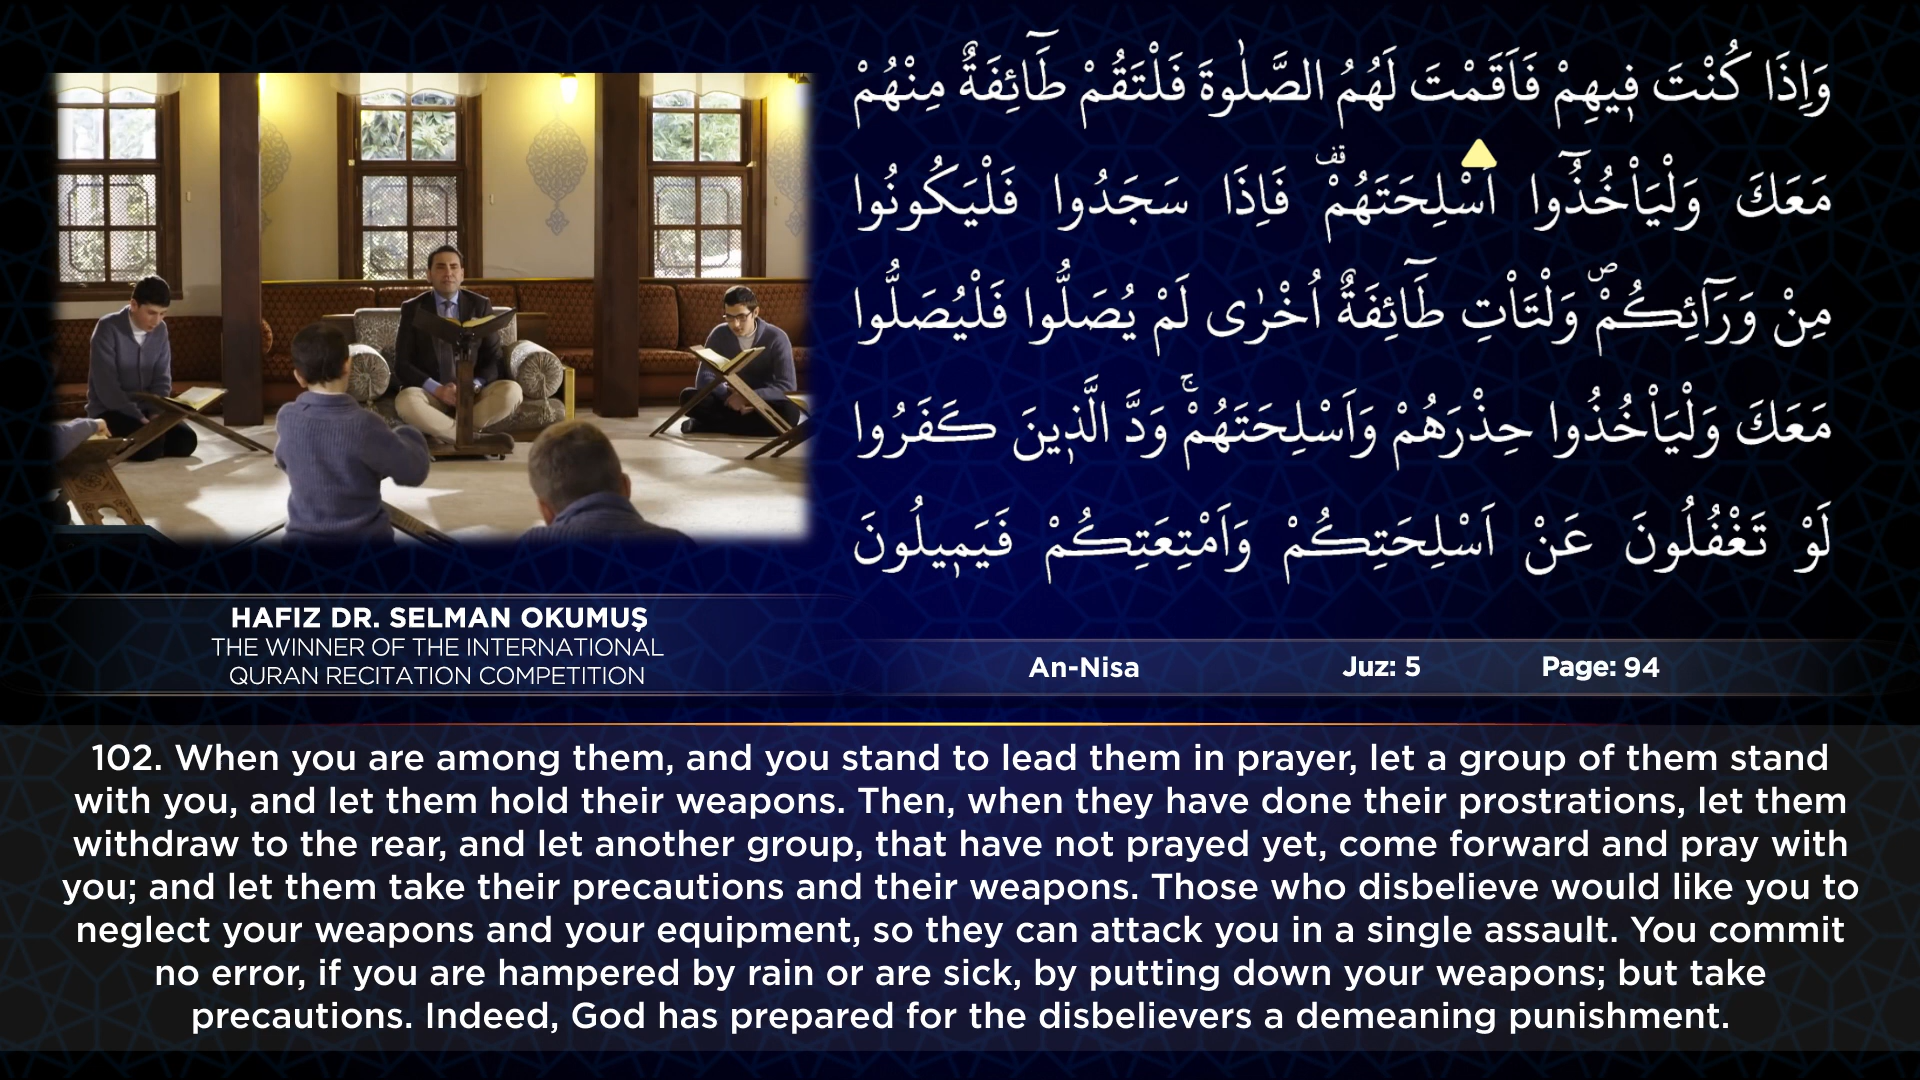 وَاِذَا كُنْتَ فٖيهِمْ فَاَقَمْتَ لَهُمُ الصَّلٰوةَ فَلْتَقُمْ طَٓائِفَةٌ مِنْهُمْ
مَعَكَ وَلْيَأْخُذُٓوا اَسْلِحَتَهُمْ۠ فَاِذَا سَجَدُوا فَلْيَكُونُوا
مِنْ وَرَٓائِكُمْۖ وَلْتَأْتِ طَٓائِفَةٌ اُخْرٰى لَمْ يُصَلُّوا فَلْيُصَلُّوا
مَعَكَ وَلْيَأْخُذُوا حِذْرَهُمْ وَاَسْلِحَتَهُمْۚ وَدَّ الَّذٖينَ كَفَرُوا
لَوْ تَغْفُلُونَ عَنْ اَسْلِحَتِكُمْ وَاَمْتِعَتِكُمْ فَيَمٖيلُونَ
HAFIZ DR. SELMAN OKUMUŞ
THE WINNER OF THE INTERNATIONAL
QURAN RECITATION COMPETITION
An-Nisa Juz: 5 Page: 94
102. When you are among them, and you stand to lead them in prayer, let a group of them stand
with you, and let them hold their weapons. Then, when they have done their prostrations, let them
withdraw to the rear, and let another group, that have not prayed yet, come forward and pray with
you; and let them take their precautions and their weapons. Those who disbelieve would like you to
neglect your weapons and your equipment, so they can attack you in a single assault. You commit
no error, if you are hampered by rain or are sick, by putting down your weapons; but take
precautions. Indeed, God has prepared for the disbelievers a demeaning punishment.